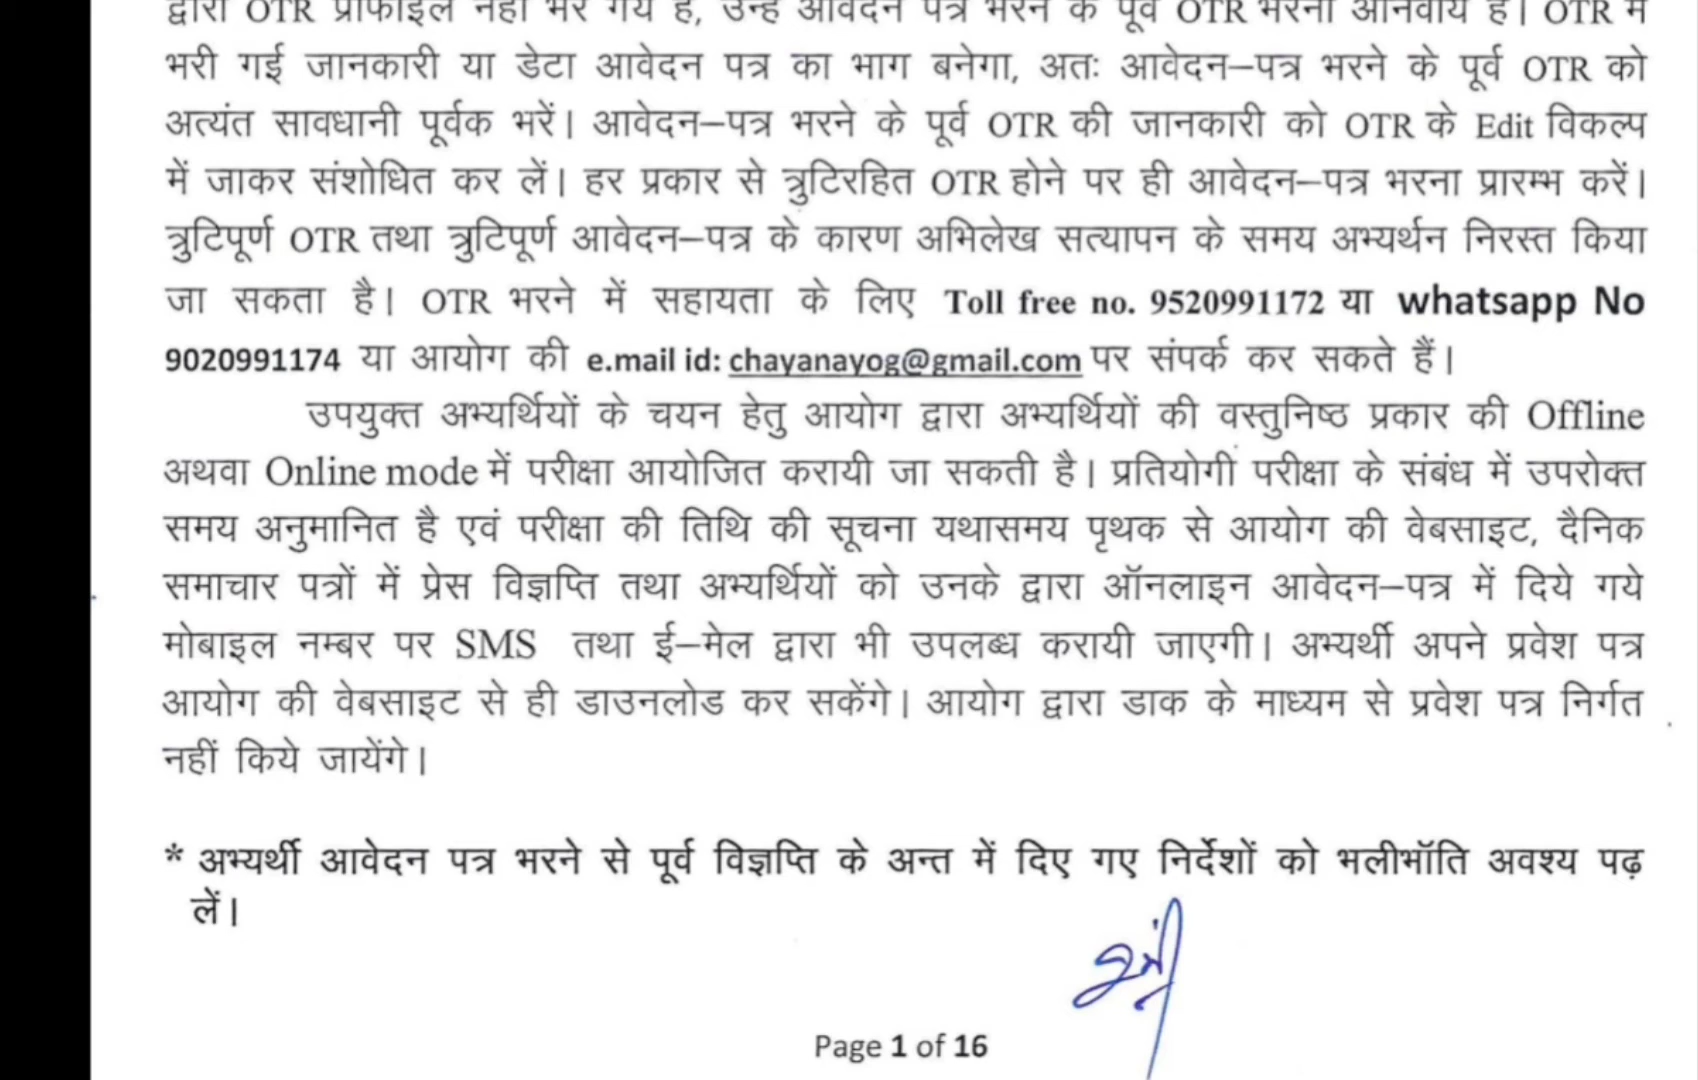 द्वारा OTR प्रोफाइल नहीं भरे गये हैं, उन्हें आवेदन पत्र भरने के पूर्व OTR भरना अनिवार्य है। OTR में
भरी गई जानकारी या डेटा आवेदन पत्र का भाग बनेगा, अतः आवेदन–पत्र भरने के पूर्व OTR को
अत्यंत सावधानी पूर्वक भरें। आवेदन–पत्र भरने के पूर्व OTR की जानकारी को OTR के Edit विकल्प
में जाकर संशोधित कर लें। हर प्रकार से त्रुटिरहित OTR होने पर ही आवेदन–पत्र भरना प्रारम्भ करें।
त्रुटिपूर्ण OTR तथा त्रुटिपूर्ण आवेदन–पत्र के कारण अभिलेख सत्यापन के समय अभ्यर्थन निरस्त किया
जा सकता है। OTR भरने में सहायता के लिए Toll free no. 9520991172 या whatsapp No
9020991174 या आयोग की e.mail id: chayanayog@gmail.com पर संपर्क कर सकते हैं।
उपयुक्त अभ्यर्थियों के चयन हेतु आयोग द्वारा अभ्यर्थियों की वस्तुनिष्ठ प्रकार की Offline
अथवा Online mode में परीक्षा आयोजित करायी जा सकती है। प्रतियोगी परीक्षा के संबंध में उपरोक्त
समय अनुमानित है एवं परीक्षा की तिथि की सूचना यथासमय पृथक से आयोग की वेबसाइट, दैनिक
समाचार पत्रों में प्रेस विज्ञप्ति तथा अभ्यर्थियों को उनके द्वारा ऑनलाइन आवेदन–पत्र में दिये गये
मोबाइल नम्बर पर SMS तथा ई–मेल द्वारा भी उपलब्ध करायी जाएगी। अभ्यर्थी अपने प्रवेश पत्र
आयोग की वेबसाइट से ही डाउनलोड कर सकेंगे। आयोग द्वारा डाक के माध्यम से प्रवेश पत्र निर्गत
नहीं किये जायेंगे।
* अभ्यर्थी आवेदन पत्र भरने से पूर्व विज्ञप्ति के अन्त में दिए गए निर्देशों को भलीभॉति अवश्य पढ़
लें।
Page 1 of 16